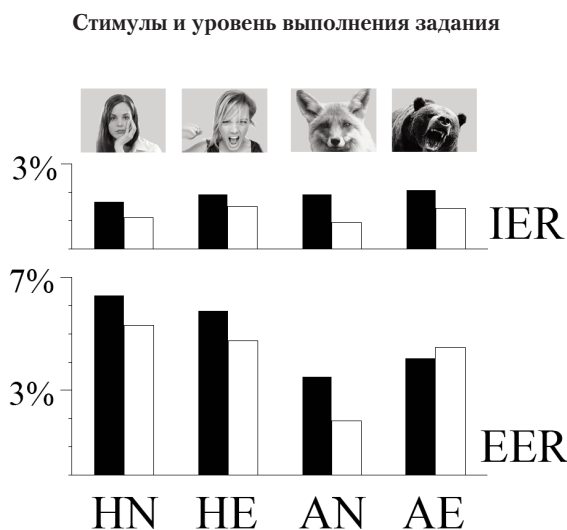 Стимулы и уровень выполнения задания
3%
IER
7%
3%
EER
HN HE AN AE